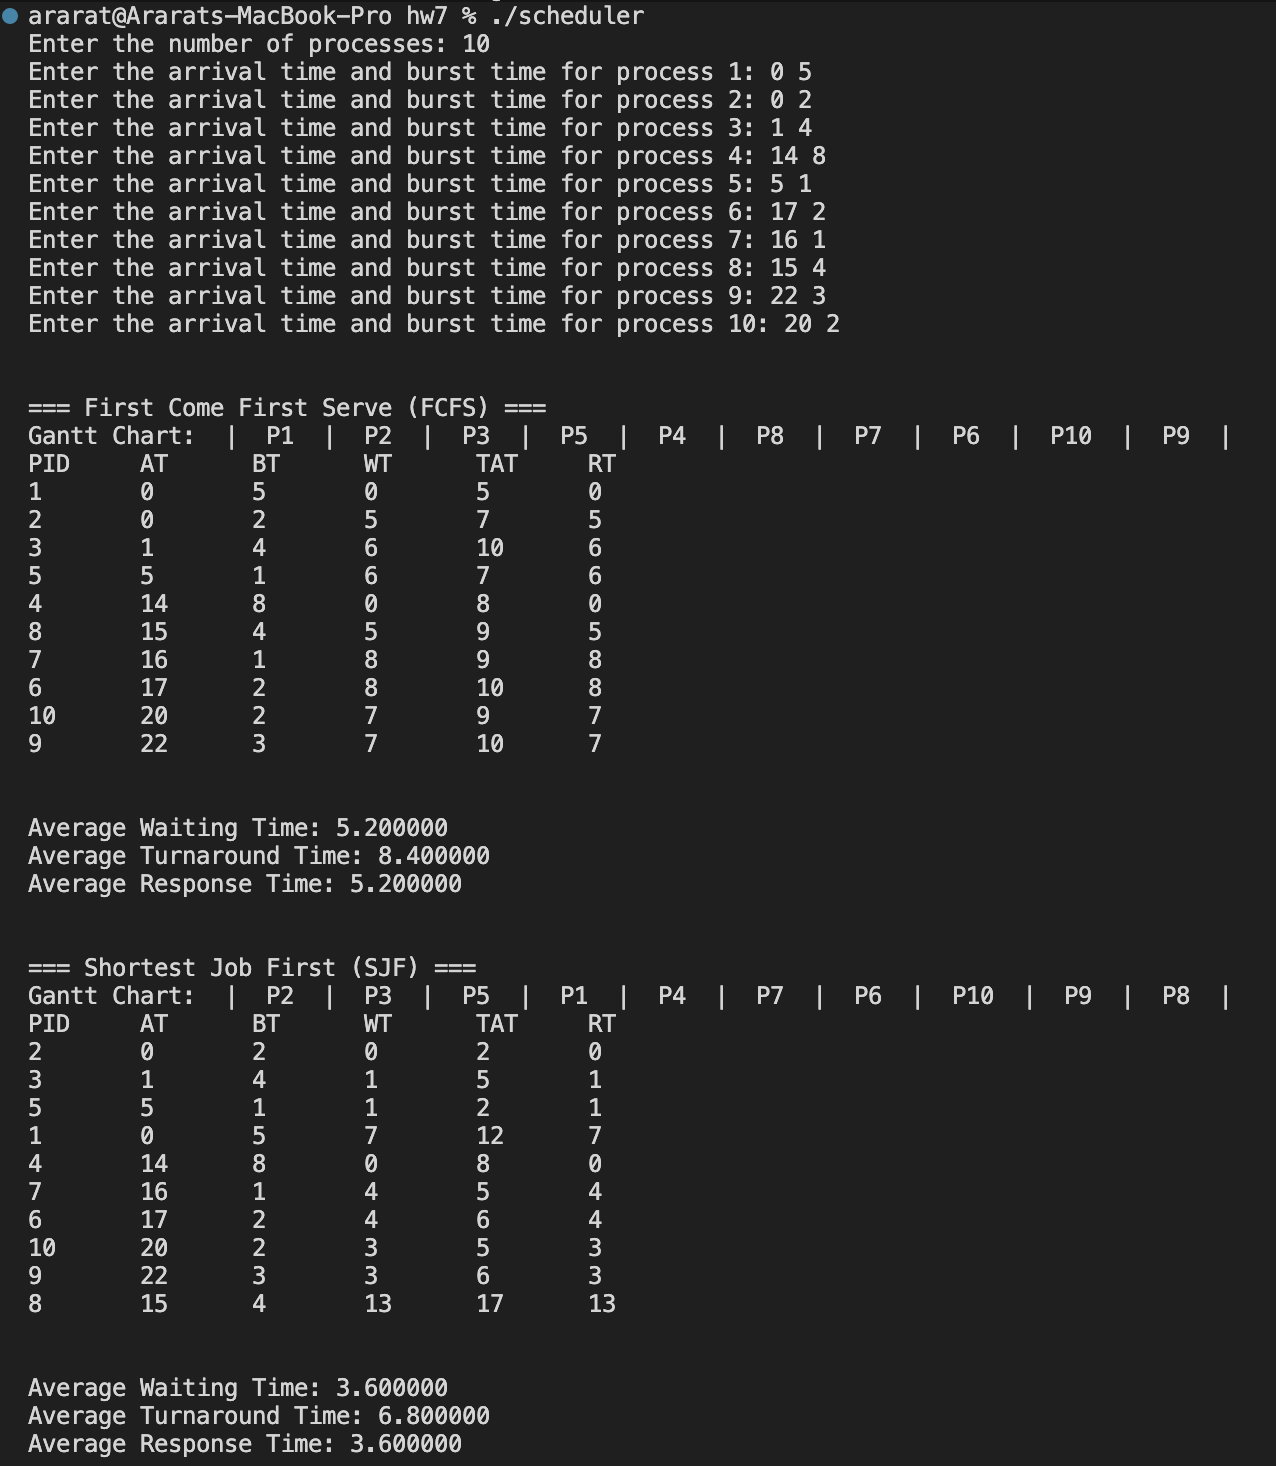 ararat@Ararats-MacBook-Pro hw7 % ./scheduler
Enter the number of processes: 10
Enter the arrival time and burst time for process 1: 0 5
Enter the arrival time and burst time for process 2: 0 2
Enter the arrival time and burst time for process 3: 1 4
Enter the arrival time and burst time for process 4: 14 8
Enter the arrival time and burst time for process 5: 5 1
Enter the arrival time and burst time for process 6: 17 2
Enter the arrival time and burst time for process 7: 16 1
Enter the arrival time and burst time for process 8: 15 4
Enter the arrival time and burst time for process 9: 22 3
Enter the arrival time and burst time for process 10: 20 2
=== First Come First Serve (FCFS) ===
Gantt Chart:  |  P1  |  P2  |  P3  |  P5  |  P4  |  P8  |  P7  |  P6  |  P10  |  P9  |
PID     AT      BT      WT      TAT     RT
1       0       5       0       5       0
2       0       2       5       7       5
3       1       4       6       10      6
5       5       1       6       7       6
4       14      8       0       8       0
8       15      4       5       9       5
7       16      1       8       9       8
6       17      2       8       10      8
10      20      2       7       9       7
9       22      3       7       10      7
Average Waiting Time: 5.200000
Average Turnaround Time: 8.400000
Average Response Time: 5.200000
=== Shortest Job First (SJF) ===
Gantt Chart:  |  P2  |  P3  |  P5  |  P1  |  P4  |  P7  |  P6  |  P10  |  P9  |  P8  |
PID     AT      BT      WT      TAT     RT
2       0       2       0       2       0
3       1       4       1       5       1
5       5       1       1       2       1
1       0       5       7       12      7
4       14      8       0       8       0
7       16      1       4       5       4
6       17      2       4       6       4
10      20      2       3       5       3
9       22      3       3       6       3
8       15      4       13      17      13
Average Waiting Time: 3.600000
Average Turnaround Time: 6.800000
Average Response Time: 3.600000